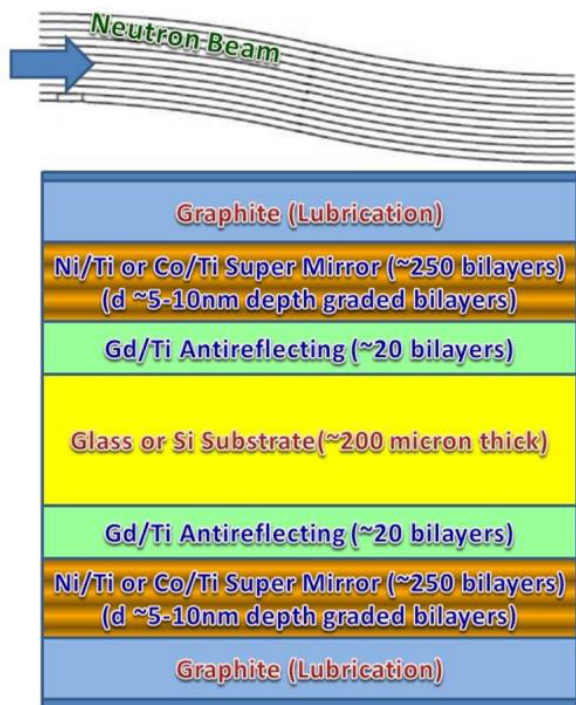 Neutron Beam
Graphite (Lubrication)
Ni/Ti or Co/Ti Super Mirror (~250 bilayers)
(d ~5-10nm depth graded bilayers)
Gd/Ti Antireflecting (~20 bilayers)
Glass or Si Substrate(~200 micron thick)
Gd/Ti Antireflecting (~20 bilayers)
Ni/Ti or Co/Ti Super Mirror (~250 bilayers)
(d ~5-10nm depth graded bilayers)
Graphite (Lubrication)